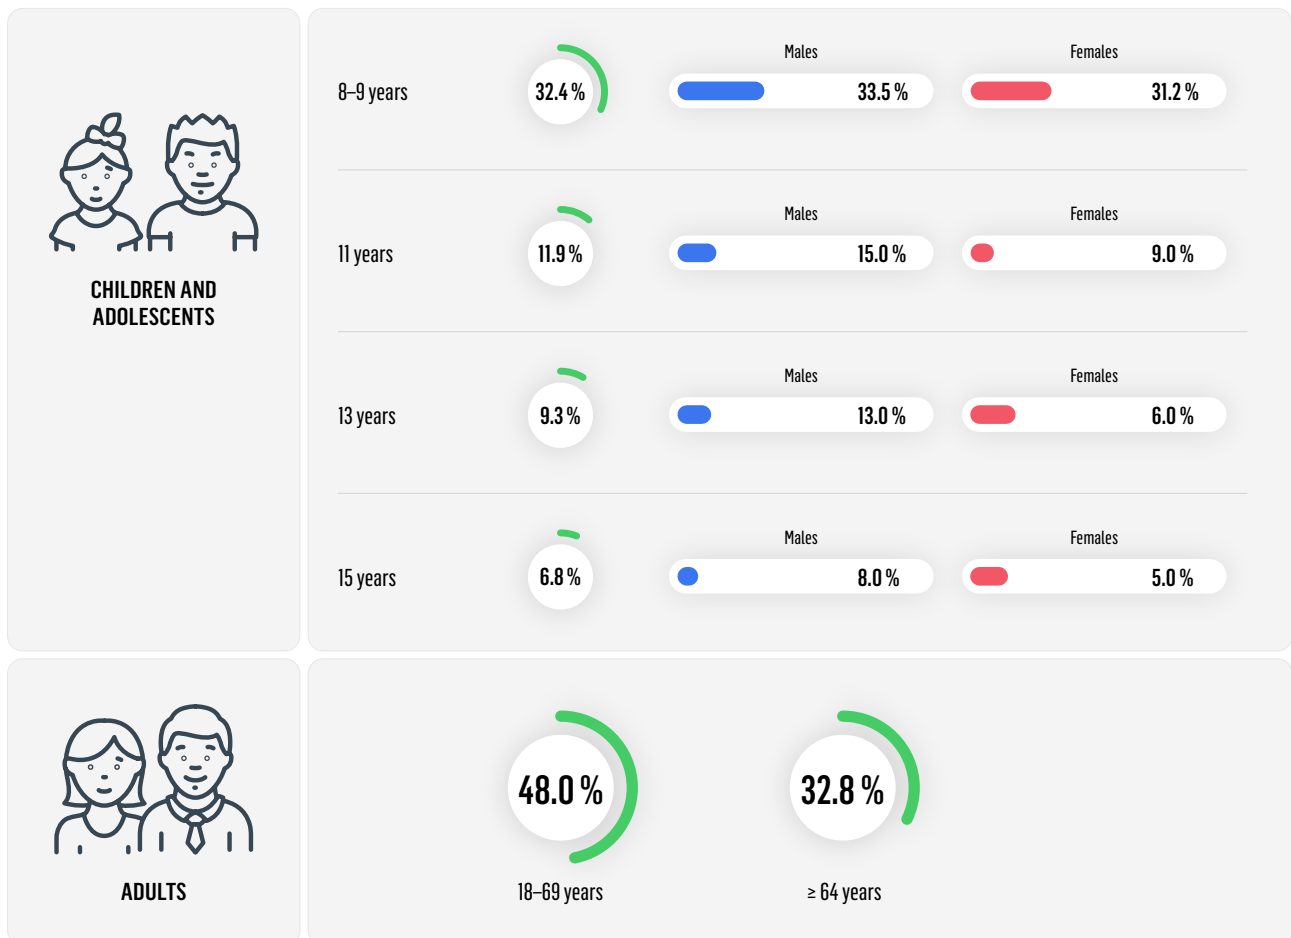 Males
Females
8–9 years
32.4 %
33.5 %
31.2 %
Males
Females
11 years
11.9 %
15.0 %
9.0 %
CHILDREN AND
ADOLESCENTS
Males
Females
13 years
9.3 %
13.0 %
6.0 %
Males
Females
15 years
6.8 %
8.0 %
5.0 %
48.0 %
32.8 %
ADULTS
18–69 years
≥ 64 years